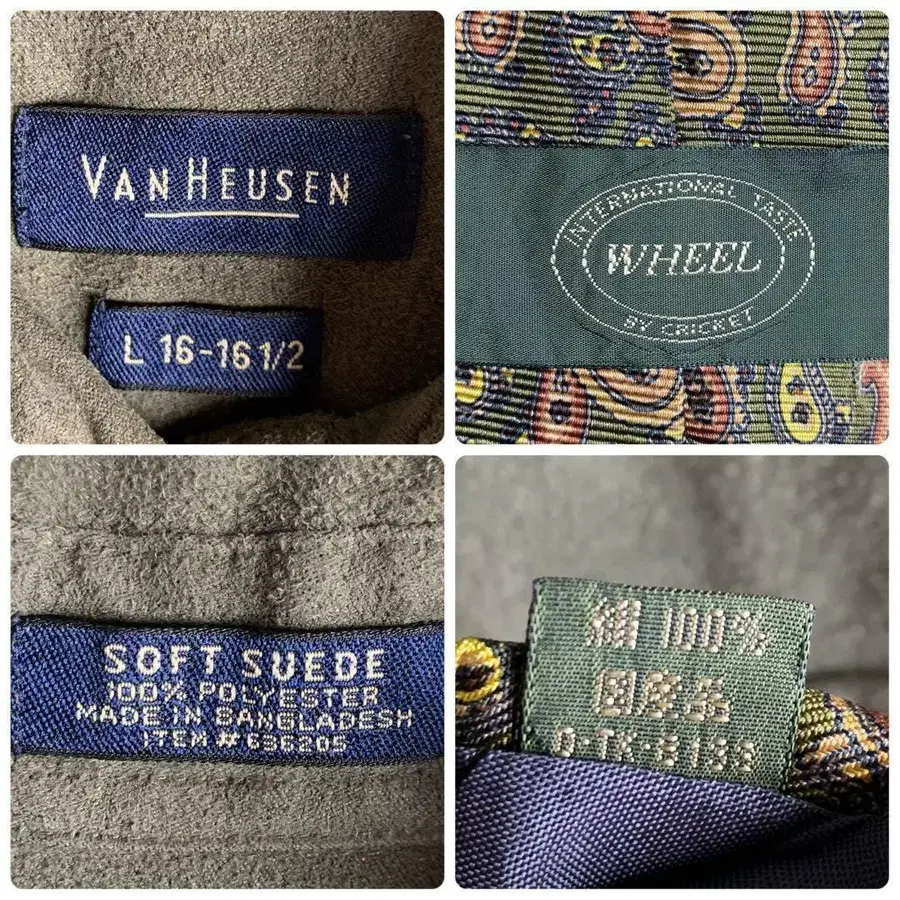 VAN HEUSEN
L 16-16 1/2
INTERNATIONAL TASTE
WHEEL
BY CRICKET
SOFT SUEDE
100% POLYESTER
MADE IN BANGLADESH
ITEM #656205
絹 100%
国産品